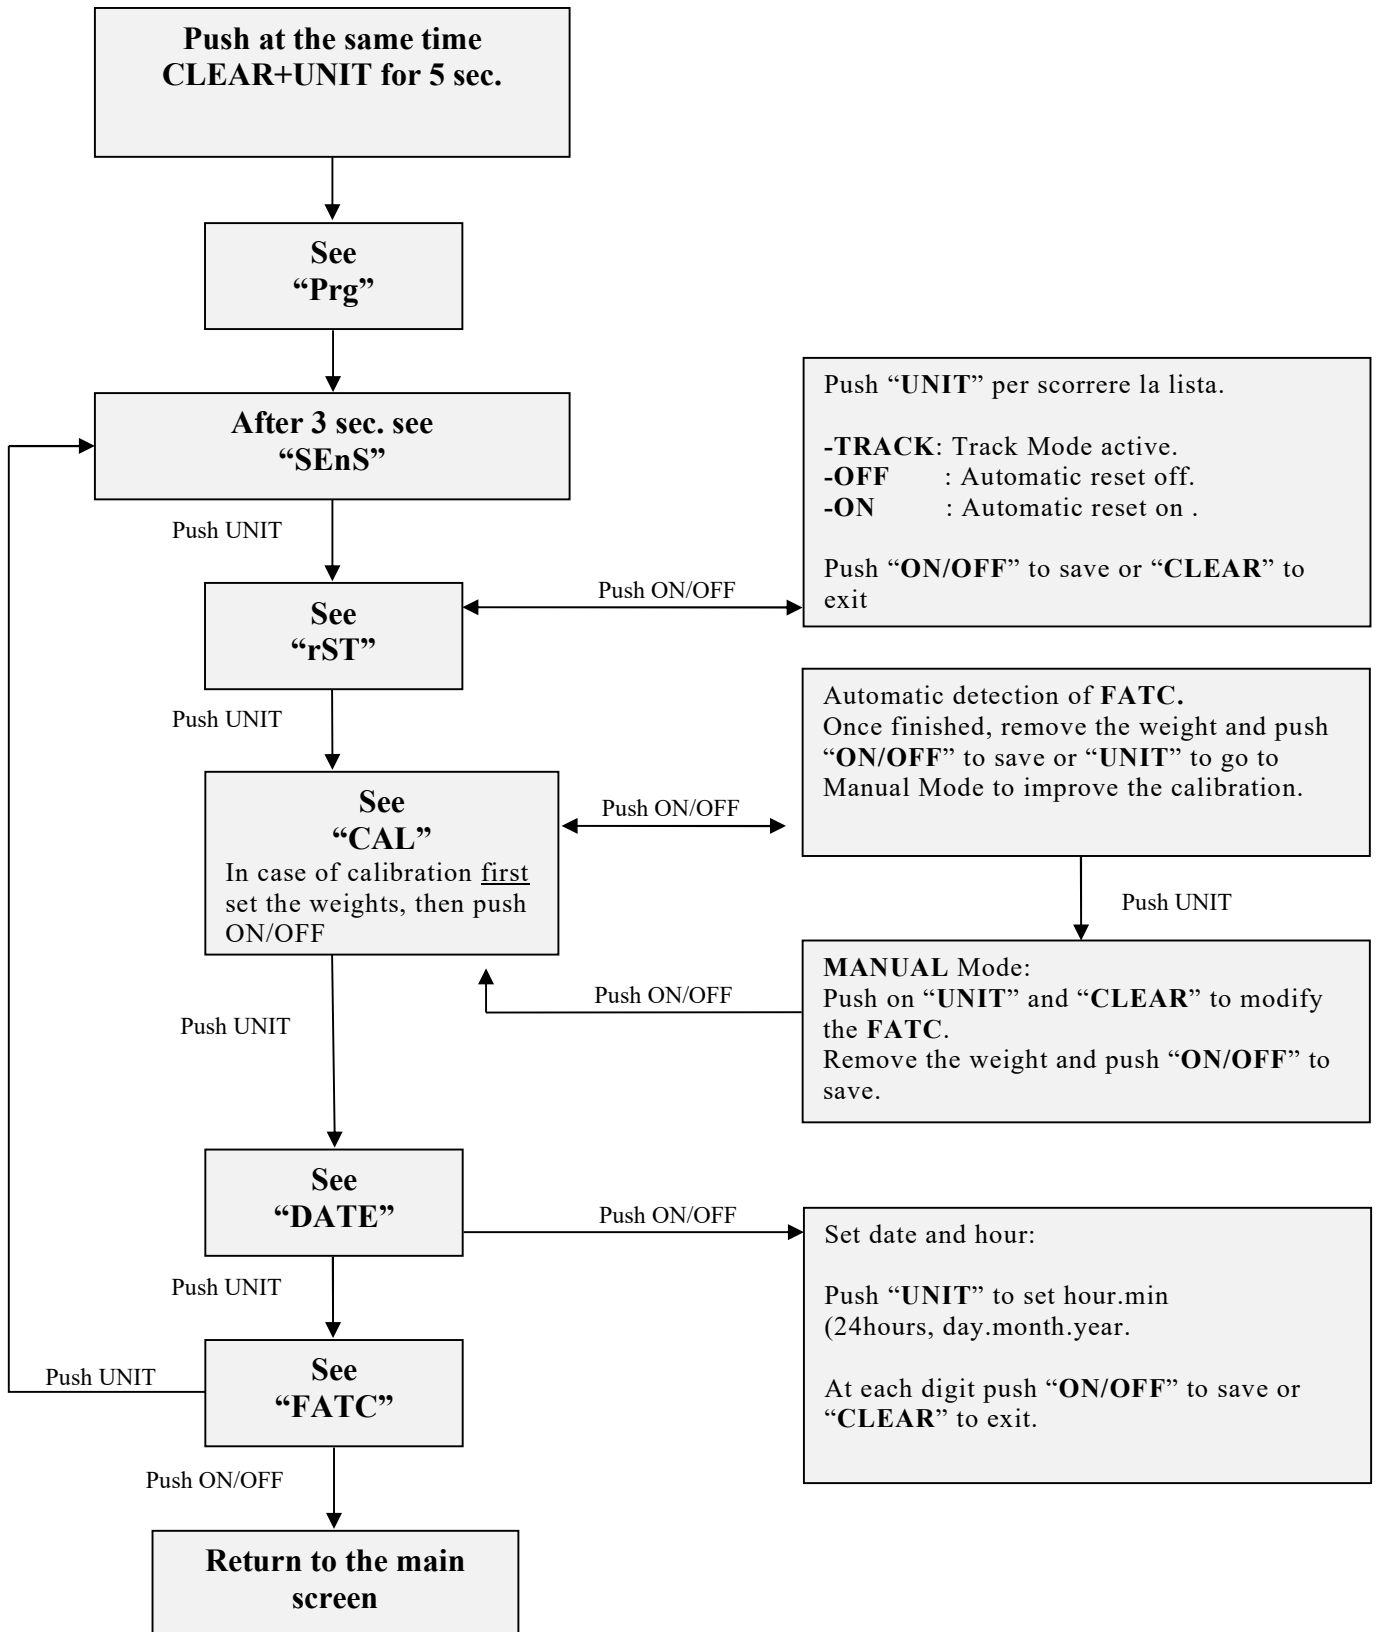 Push at the same time
CLEAR+UNIT for 5 sec.
See
“Prg”
After 3 sec. see
“SEnS”
Push “UNIT” per scorrere la lista.
-TRACK: Track Mode active.
-OFF : Automatic reset off.
-ON : Automatic reset on .
Push “ON/OFF” to save or “CLEAR” to
exit
Push UNIT
See
“rST”
Push ON/OFF
Push UNIT
Automatic detection of FATC.
Once finished, remove the weight and push
“ON/OFF” to save or “UNIT” to go to
Manual Mode to improve the calibration.
See
“CAL”
In case of calibration first
set the weights, then push
ON/OFF
Push ON/OFF
Push UNIT
MANUAL Mode:
Push on “UNIT” and “CLEAR” to modify
the FATC.
Remove the weight and push “ON/OFF” to
save.
Push ON/OFF
Push UNIT
See
“DATE”
Push ON/OFF
Set date and hour:
Push “UNIT” to set hour.min
(24hours, day.month.year.
At each digit push “ON/OFF” to save or
“CLEAR” to exit.
Push UNIT
See
“FATC”
Push UNIT
Push ON/OFF
Return to the main
screen